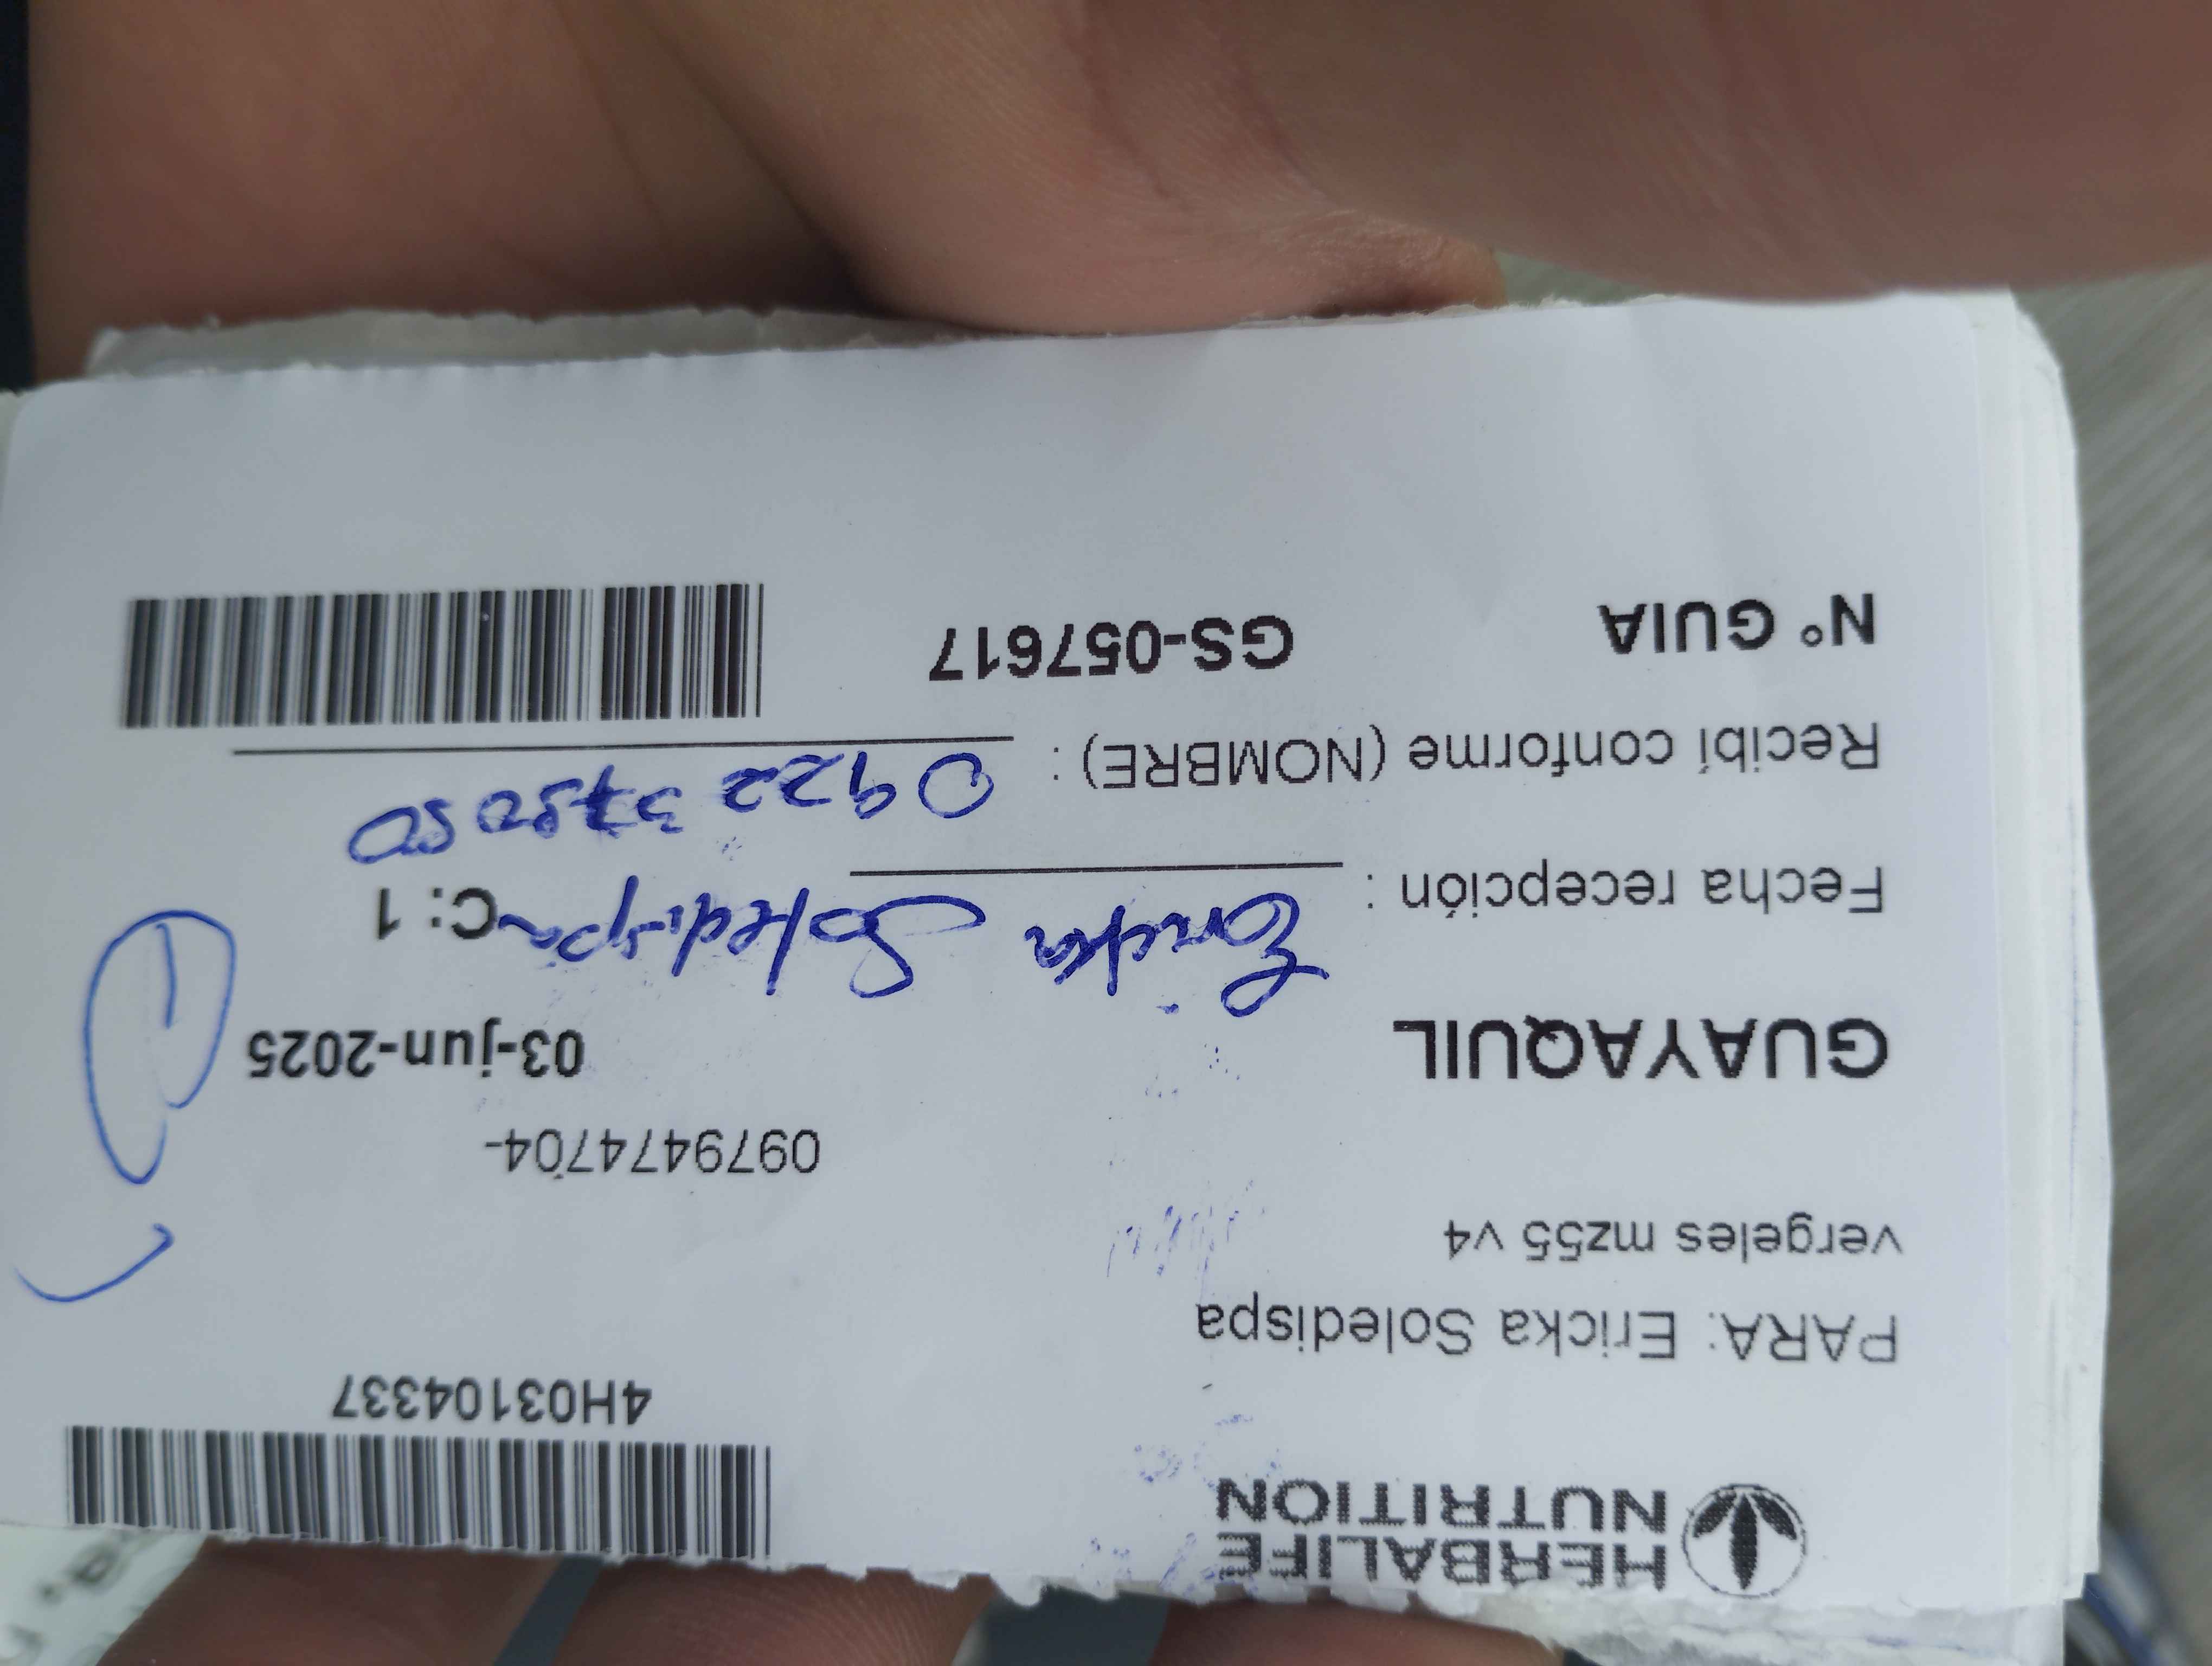 HERBALIFE
NUTRITION
4H03104337
PARA: Ericka Soledispa
vergeles mz55 v4
0979474704-
GUAYAQUIL 03-jun-2025
Ericka Soledispa C: 1
Fecha recepción :
0922378050
Recibí conforme (NOMBRE) :
N° GUIA GS-057617